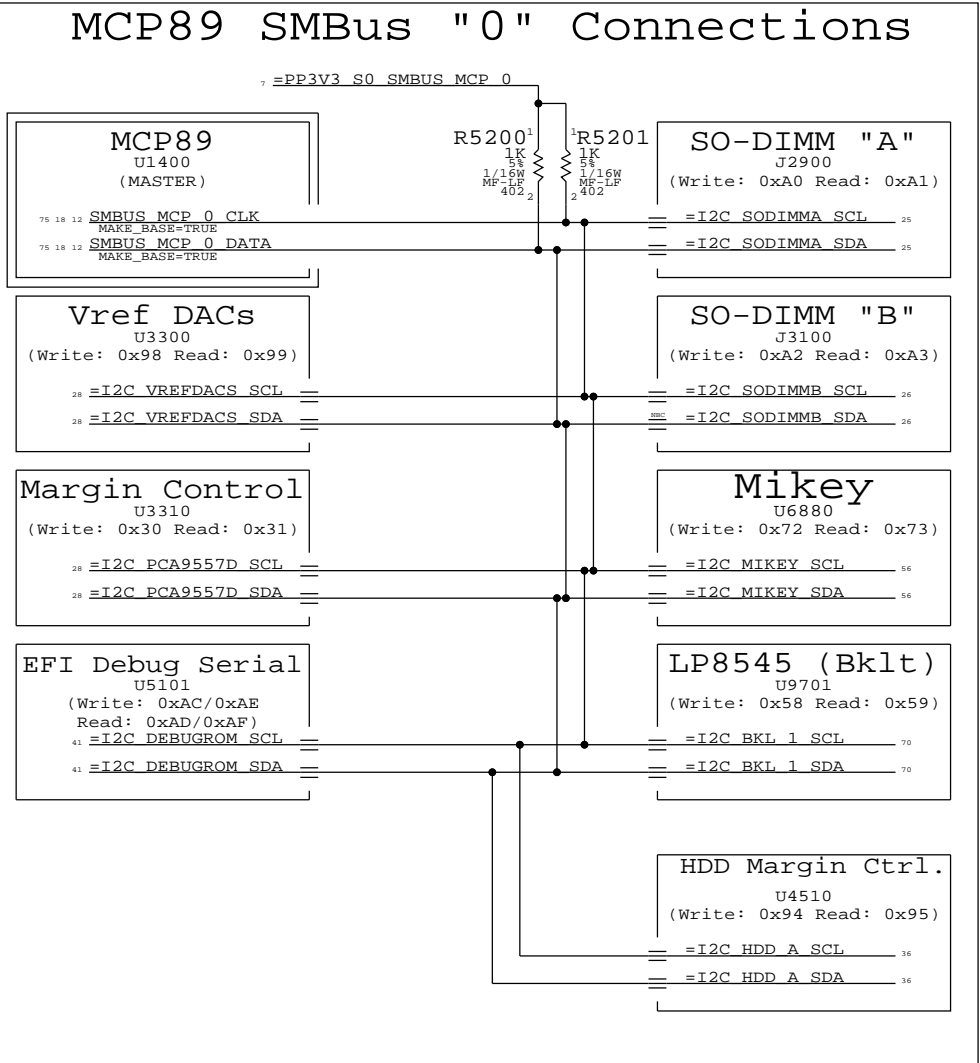 MCP89 SMBus "0" Connections
7 =PP3V3_S0_SMBUS_MCP_0
MCP89
U1400
(MASTER)
75 18 12 SMBUS_MCP_0_CLK
MAKE_BASE=TRUE
75 18 12 SMBUS_MCP_0_DATA
MAKE_BASE=TRUE
R5200 1
1K
5%
1/16W
MF-LF
402 2
1 R5201
1K
5%
1/16W
MF-LF
2 402
SO-DIMM "A"
J2900
(Write: 0xA0 Read: 0xA1)
=I2C_SODIMMA_SCL 25
=I2C_SODIMMA_SDA 25
Vref DACs
U3300
(Write: 0x98 Read: 0x99)
28 =I2C_VREFDACS_SCL
28 =I2C_VREFDACS_SDA
SO-DIMM "B"
J3100
(Write: 0xA2 Read: 0xA3)
=I2C_SODIMMB_SCL 26
NBC =I2C_SODIMMB_SDA 26
Margin Control
U3310
(Write: 0x30 Read: 0x31)
28 =I2C_PCA9557D_SCL
28 =I2C_PCA9557D_SDA
Mikey
U6880
(Write: 0x72 Read: 0x73)
=I2C_MIKEY_SCL 56
=I2C_MIKEY_SDA 56
EFI Debug Serial
U5101
(Write: 0xAC/0xAE
Read: 0xAD/0xAF)
41 =I2C_DEBUGROM_SCL
41 =I2C_DEBUGROM_SDA
LP8545 (Bklt)
U9701
(Write: 0x58 Read: 0x59)
=I2C_BKL_1_SCL 70
=I2C_BKL_1_SDA 70
HDD Margin Ctrl.
U4510
(Write: 0x94 Read: 0x95)
=I2C_HDD_A_SCL 36
=I2C_HDD_A_SDA 36